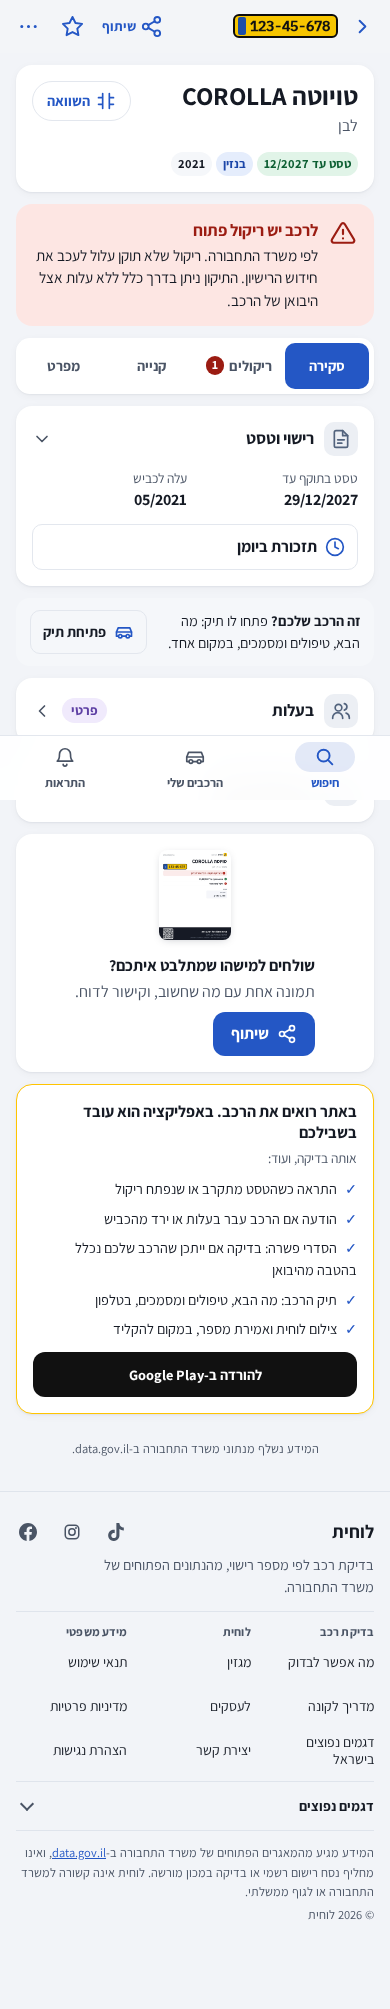 123-45-678
שיתוף
טויוטה COROLLA
השוואה
לבן
טסט עד 12/2027
בנזין
2021
לרכב יש ריקול פתוח
לפי משרד התחבורה. ריקול שלא תוקן עלול לעכב את
חידוש הרישיון. התיקון ניתן בדרך כלל ללא עלות אצל
היבואן של הרכב.
סקירה
ריקולים 1
קנייה
מפרט
רישוי וטסט
טסט בתוקף עד
עלה לכביש
29/12/2027
05/2021
תזכורת ביומן
זה הרכב שלכם? פתחו לו תיק: מה
הבא, טיפולים ומסמכים, במקום אחד.
פתיחת תיק
בעלות
פרטי
חיפוש
הרכבים שלי
התראות
שולחים למישהו שמתלבט איתכם?
תמונה אחת עם מה שחשוב, וקישור לדוח.
שיתוף
באתר רואים את הרכב. באפליקציה הוא עובד
בשבילכם
אותה בדיקה, ועוד:
✓ התראה כשהטסט מתקרב או שנפתח ריקול
✓ הודעה אם הרכב עבר בעלות או ירד מהכביש
✓ הסדרי פשרה: בדיקה אם ייתכן שהרכב שלכם נכלל
בהטבה מהיבואן
✓ תיק הרכב: מה הבא, טיפולים ומסמכים, בטלפון
✓ צילום לוחית ואמירת מספר, במקום להקליד
להורדה ב-Google Play
המידע נשלף מנתוני משרד התחבורה ב-data.gov.il.
לוחית
בדיקת רכב לפי מספר רישוי, מהנתונים הפתוחים של
משרד התחבורה.
בדיקת רכב
לוחית
מידע משפטי
מה אפשר לבדוק
מגזין
תנאי שימוש
מדריך לקונה
לעסקים
מדיניות פרטיות
דגמים נפוצים
בישראל
יצירת קשר
הצהרת נגישות
דגמים נפוצים
המידע מגיע מהמאגרים הפתוחים של משרד התחבורה ב-data.gov.il, ואינו
מחליף נסח רישום רשמי או בדיקה במכון מורשה. לוחית אינה קשורה למשרד
התחבורה או לגוף ממשלתי.
© 2026 לוחית